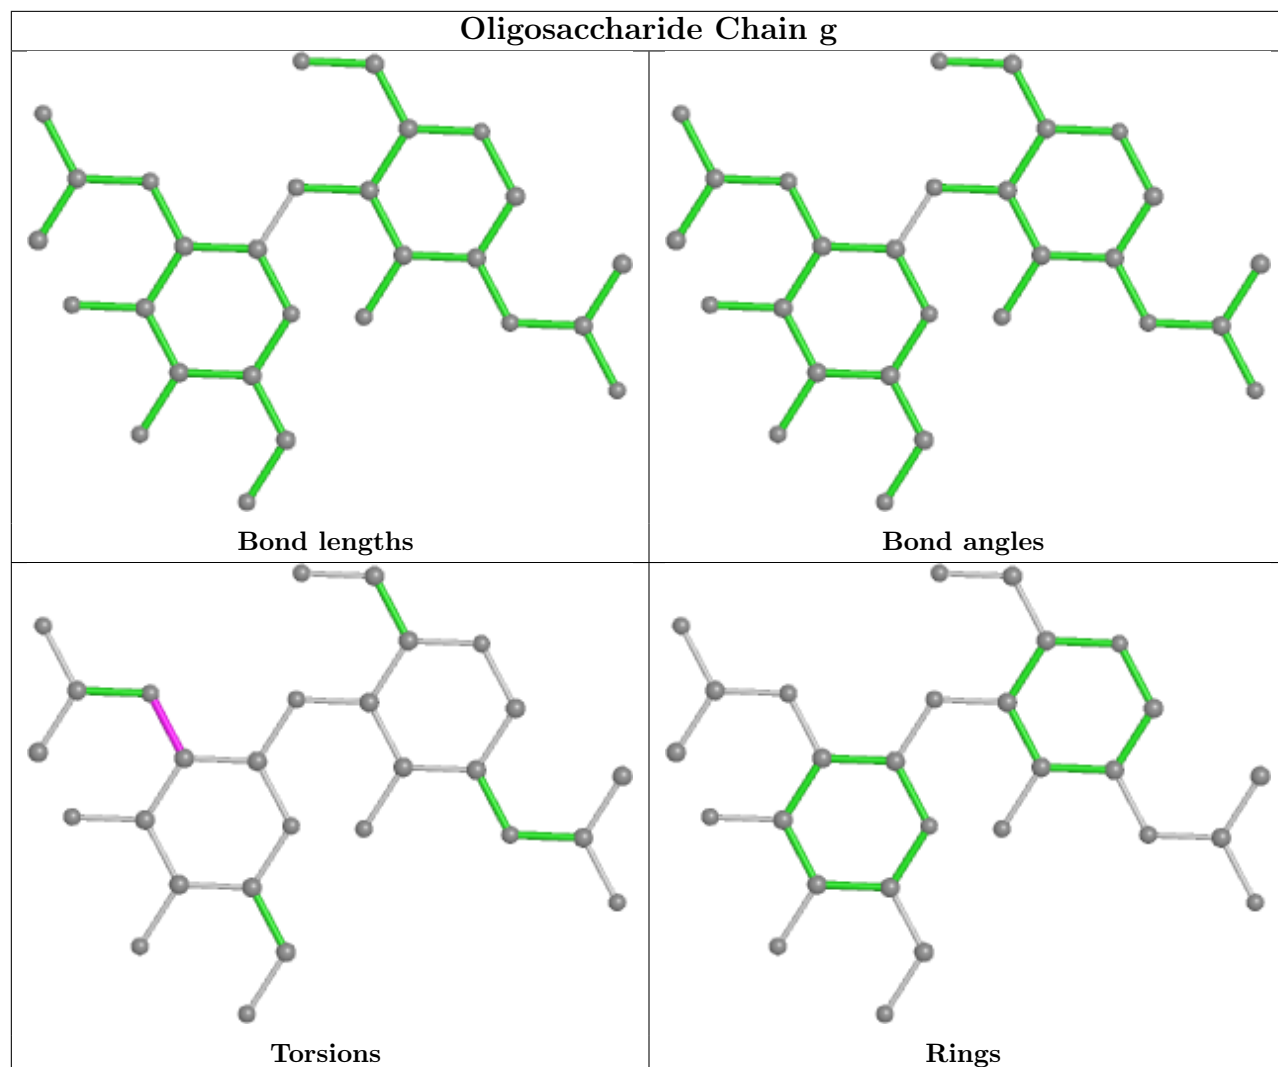 Oligosaccharide Chain g
Bond lengths
Bond angles
Torsions
Rings